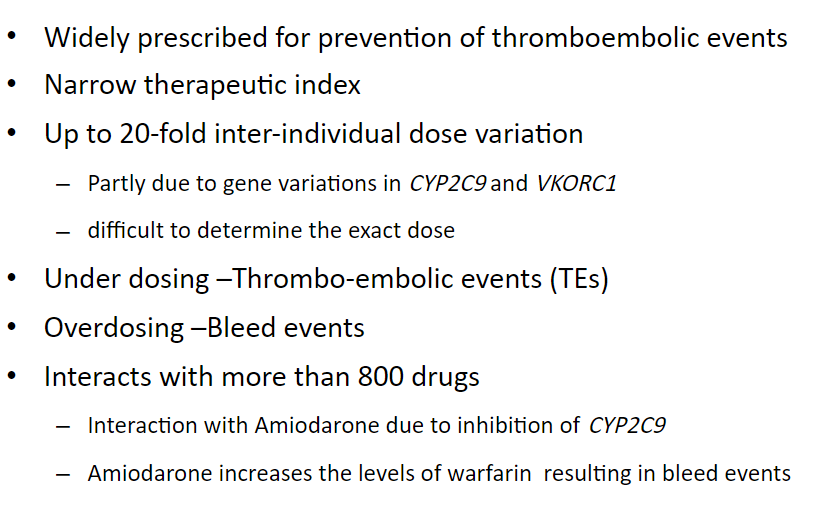 • Widely prescribed for prevention of thromboembolic events
• Narrow therapeutic index
• Up to 20-fold inter-individual dose variation
– Partly due to gene variations in CYP2C9 and VKORC1
– difficult to determine the exact dose
• Under dosing –Thrombo-embolic events (TEs)
• Overdosing –Bleed events
• Interacts with more than 800 drugs
– Interaction with Amiodarone due to inhibition of CYP2C9
– Amiodarone increases the levels of warfarin  resulting in bleed events